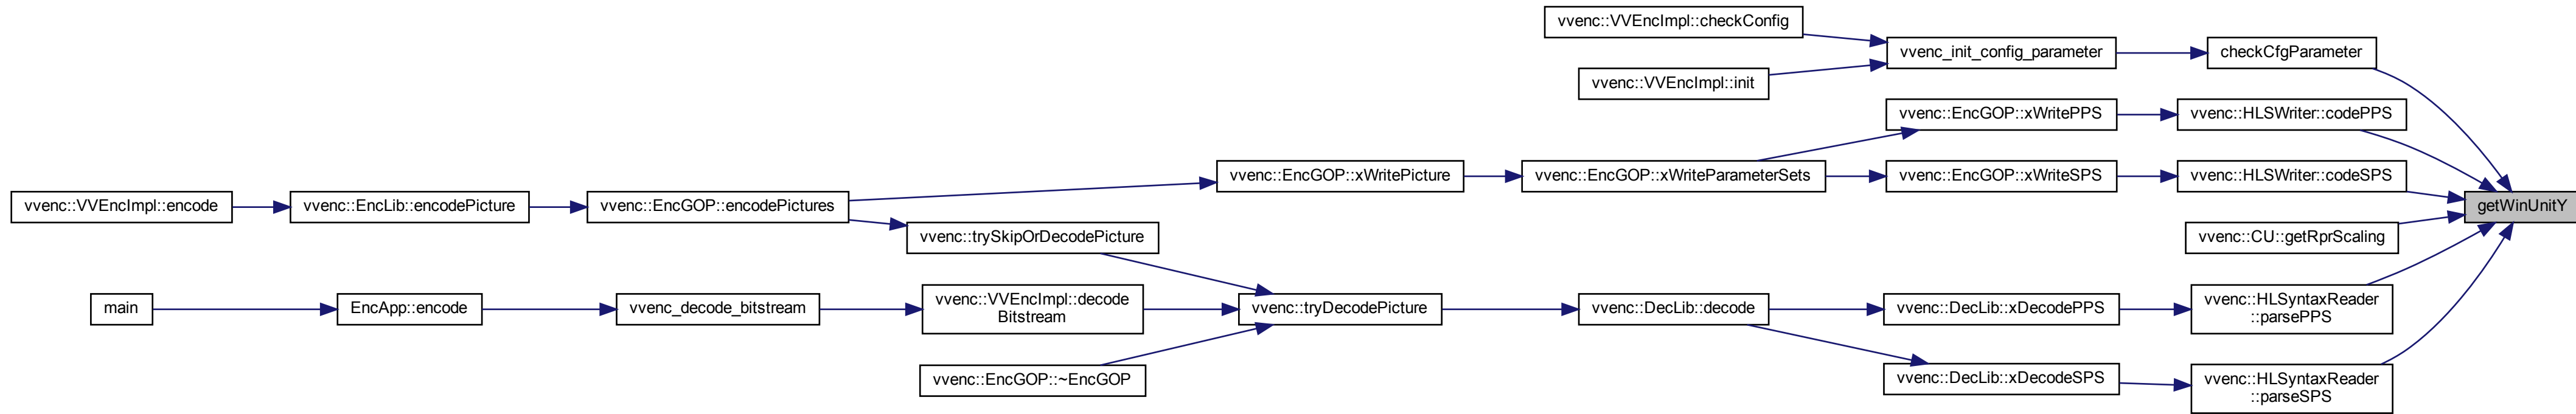 vvenc::VVEncImpl::checkConfig
vvenc_init_config_parameter
checkCfgParameter
vvenc::VVEncImpl::init
vvenc::EncGOP::xWritePPS
vvenc::HLSWriter::codePPS
vvenc::EncGOP::xWritePicture
vvenc::EncGOP::xWriteParameterSets
vvenc::EncGOP::xWriteSPS
vvenc::HLSWriter::codeSPS
vvenc::VVEncImpl::encode
vvenc::EncLib::encodePicture
vvenc::EncGOP::encodePictures
getWinUnitY
vvenc::trySkipOrDecodePicture
vvenc::CU::getRprScaling
main
EncApp::encode
vvenc_decode_bitstream
vvenc::VVEncImpl::decode
Bitstream
vvenc::tryDecodePicture
vvenc::DecLib::decode
vvenc::DecLib::xDecodePPS
vvenc::HLSyntaxReader
::parsePPS
vvenc::EncGOP::~EncGOP
vvenc::DecLib::xDecodeSPS
vvenc::HLSyntaxReader
::parseSPS